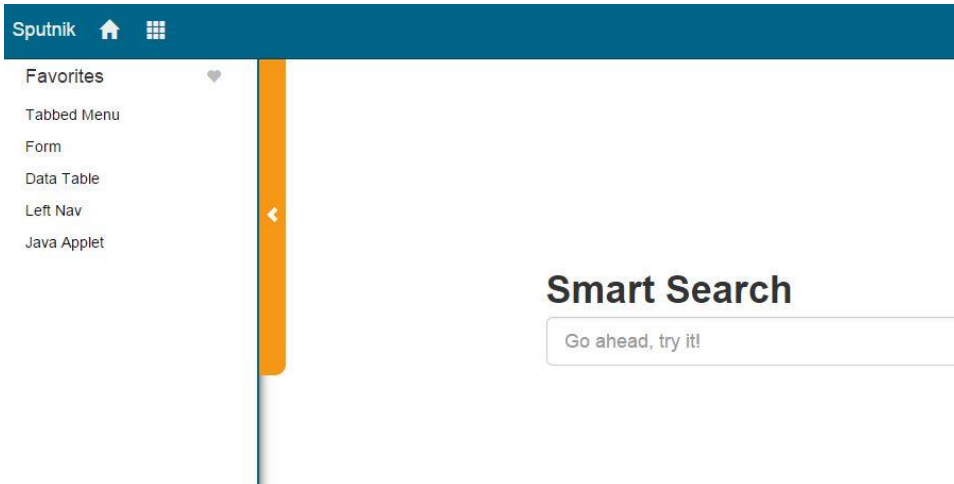 Sputnik
Favorites
Tabbed Menu
Form
Data Table
Left Nav
Java Applet
Smart Search
Go ahead, try it!